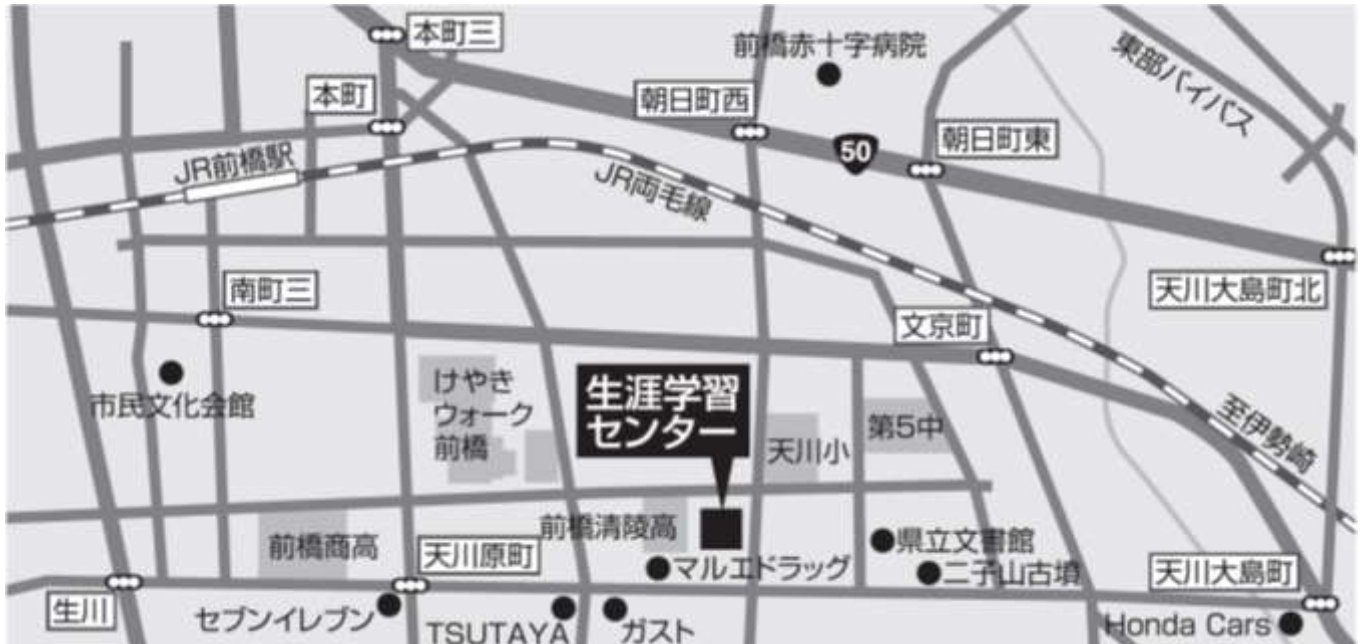 本町三
前橋赤十字病院
東部バイパス
本町
朝日町西
朝日町東
50
JR前橋駅
JR両毛線
南町三
天川大島町北
文京町
けやき
ウォーク
前橋
生涯学習
センター
市民文化会館
天川小
第5中
至伊勢崎
前橋商高
前橋清陵高
県立文書館
天川原町
マルエドラッグ
二子山古墳
天川大島町
生川
セブンイレブン
TSUTAYA
ガスト
Honda Cars